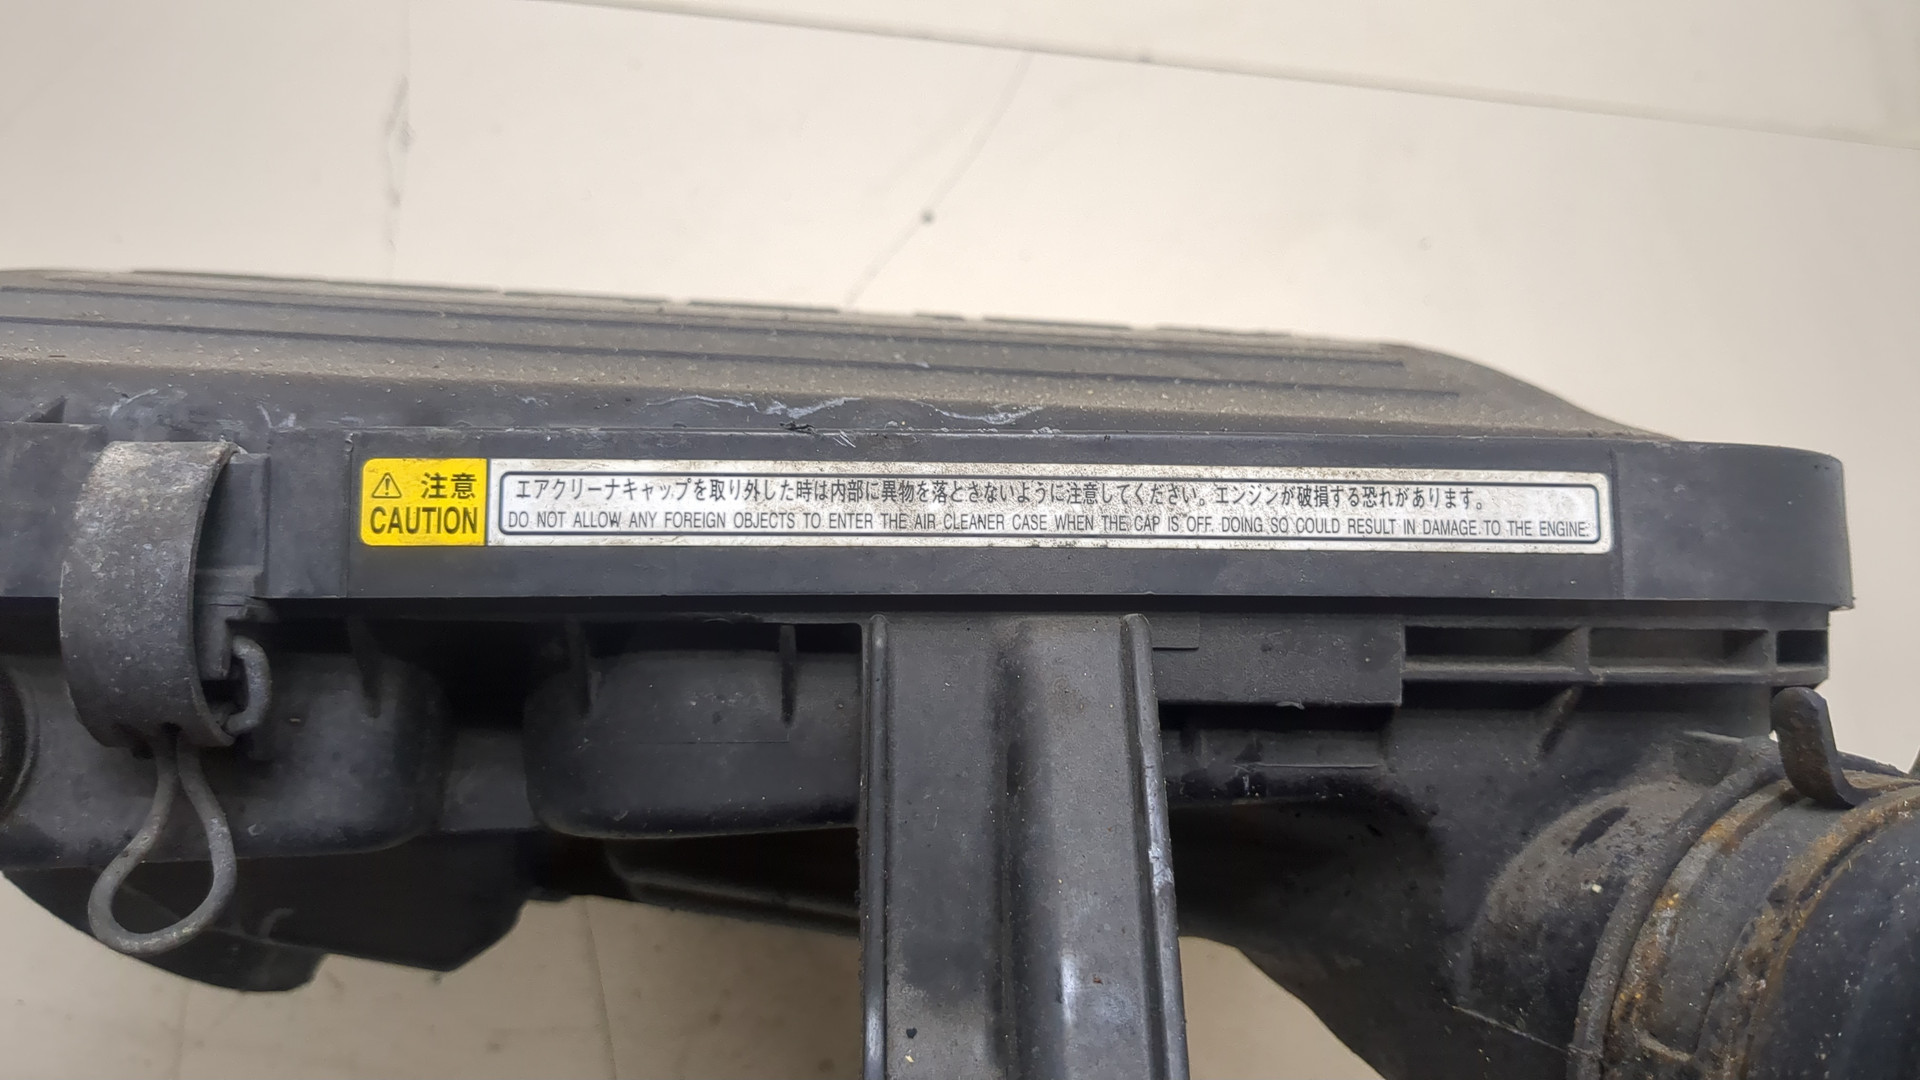 ⚠ 注意
CAUTION
エアクリーナキャップを取り外した時は内部に異物を落とさないように注意してください。エンジンが破損する恐れがあります。
DO NOT ALLOW ANY FOREIGN OBJECTS TO ENTER THE AIR CLEANER CASE WHEN THE CAP IS OFF. DOING SO COULD RESULT IN DAMAGE TO THE ENGINE.